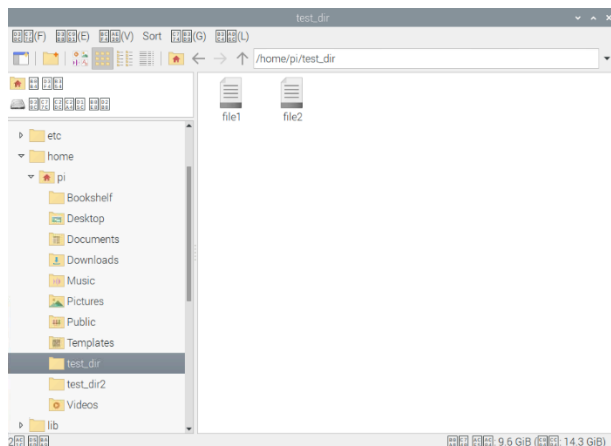 test_dir
(F) (E) (V) Sort (G) (L)
/home/pi/test_dir
etc
home
pi
Bookshelf
Desktop
Documents
Downloads
Music
Pictures
Public
Templates
test_dir
test_dir2
Videos
lib
file1 file2
2
: 9.6 GiB (: 14.3 GiB)